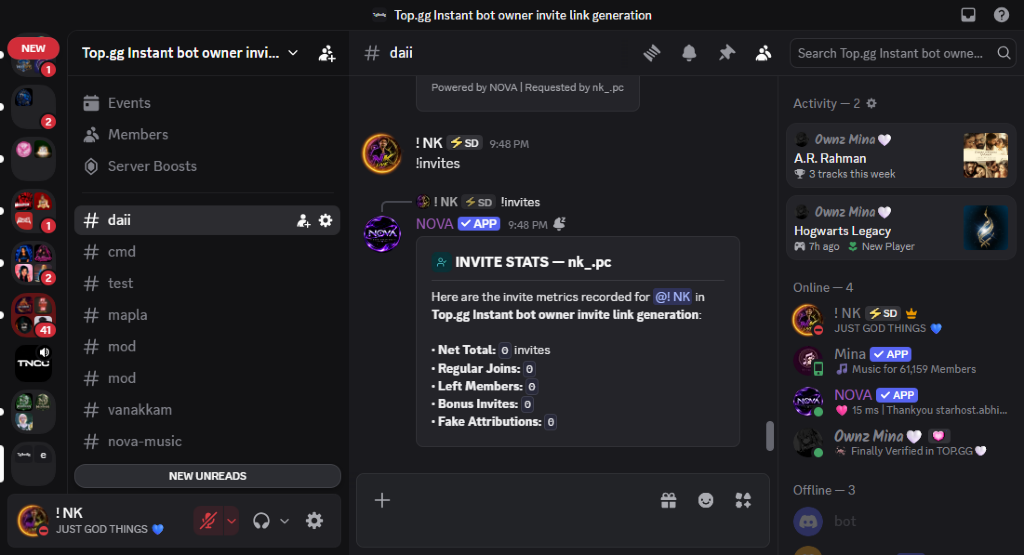 Top.gg Instant bot owner invite link generation
NEW
1
2
1
2
41
TNCL
e
Top.gg Instant bot owner invi...
Events
Members
Server Boosts
# daii
# cmd
# test
# mapla
# mod
# mod
# vanakkam
# nova-music
NEW UNREADS
! NK
JUST GOD THINGS 💙
# daii
Search Top.gg Instant bot owne...
Powered by NOVA | Requested by nk_.pc
! NK ⚡SD 9:48 PM
!invites
! NK ⚡SD !invites
NOVA ✓ APP 9:48 PM
INVITE STATS — nk_.pc
Here are the invite metrics recorded for @! NK in
Top.gg Instant bot owner invite link generation:
• Net Total: 0 invites
• Regular Joins: 0
• Left Members: 0
• Bonus Invites: 0
• Fake Attributions: 0
Activity — 2
Ownz Mina🤍
A.R. Rahman
3 tracks this week
Ownz Mina🤍
Hogwarts Legacy
7h ago New Player
Online — 4
! NK ⚡SD
JUST GOD THINGS 💙
Mina ✓ APP
Music for 61,159 Members
NOVA ✓ APP
15 ms | Thankyou starhost.abhi...
Ownz Mina🤍
Finally Verified in TOP.GG🤍
Offline — 3
bot